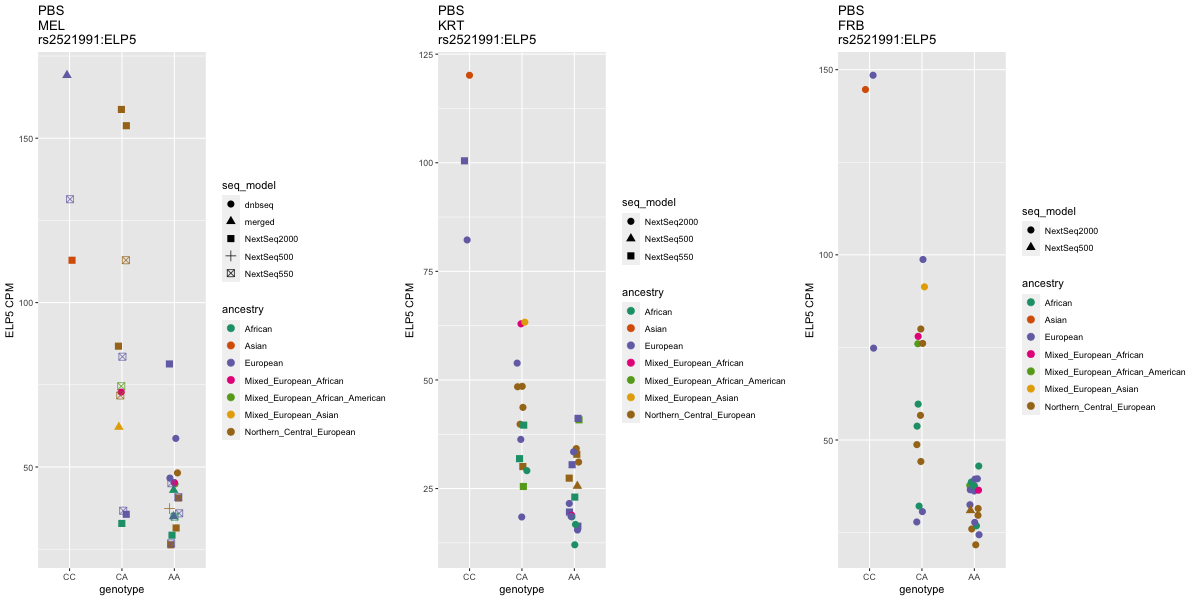 PBS
MEL
rs2521991:ELP5
150
100
50
ELP5 CPM
CC
CA
AA
genotype
seq_model
dnbseq
merged
NextSeq2000
NextSeq500
NextSeq550
ancestry
African
Asian
European
Mixed_European_African
Mixed_European_African_American
Mixed_European_Asian
Northern_Central_European
PBS
KRT
rs2521991:ELP5
125
100
75
50
25
ELP5 CPM
CC
CA
AA
genotype
seq_model
NextSeq2000
NextSeq500
NextSeq550
ancestry
African
Asian
European
Mixed_European_African
Mixed_European_African_American
Mixed_European_Asian
Northern_Central_European
PBS
FRB
rs2521991:ELP5
150
100
50
ELP5 CPM
CC
CA
AA
genotype
seq_model
NextSeq2000
NextSeq500
ancestry
African
Asian
European
Mixed_European_African
Mixed_European_African_American
Mixed_European_Asian
Northern_Central_European